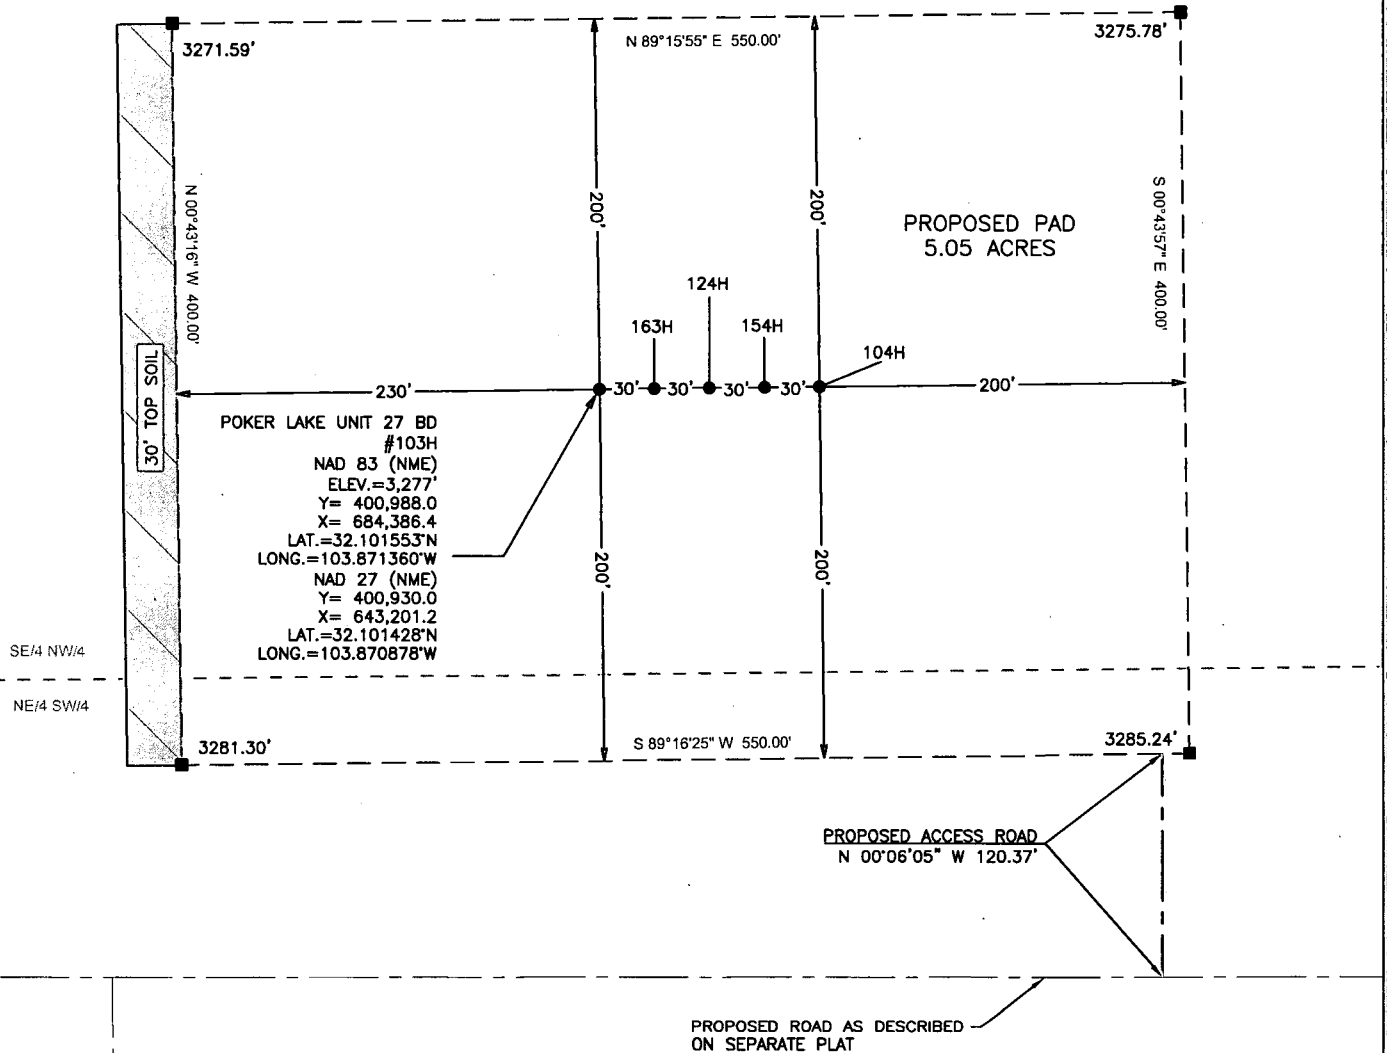 3271.59'
N 89°15'55" E 550.00'
3275.78'
N 00°43'16" W 400.00'
S 00°43'57" E 400.00'
200'
200'
PROPOSED PAD
5.05 ACRES
124H
163H
154H
104H
30' TOP SOIL
230'
30'
30'
30'
30'
200'
POKER LAKE UNIT 27 BD
#103H
NAD 83 (NME)
ELEV.=3,277'
Y= 400,988.0
X= 684,386.4
LAT.=32.101553°N
LONG.=103.871360°W
NAD 27 (NME)
Y= 400,930.0
X= 643,201.2
LAT.=32.101428°N
LONG.=103.870878°W
200'
200'
SE/4 NW/4
NE/4 SW/4
3281.30'
S 89°16'25" W 550.00'
3285.24'
PROPOSED ACCESS ROAD
N 00°06'05" W 120.37'
PROPOSED ROAD AS DESCRIBED
ON SEPARATE PLAT